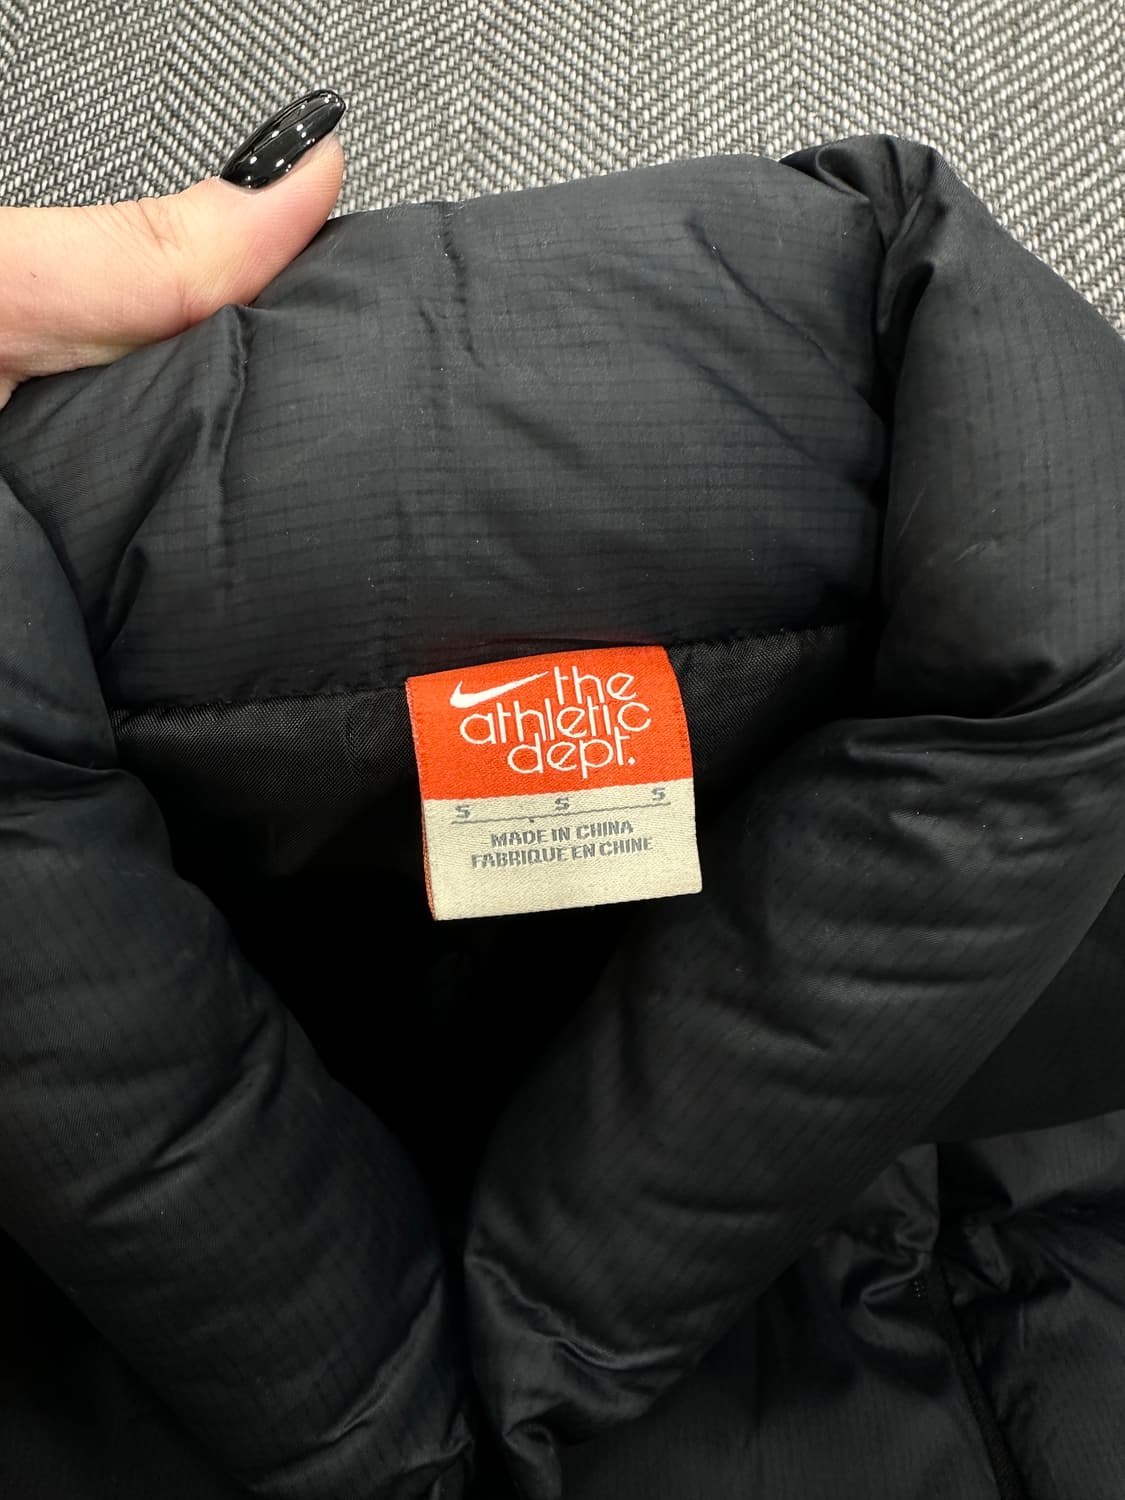 the
athletic
dept.
S S S
MADE IN CHINA
FABRIQUE EN CHINE